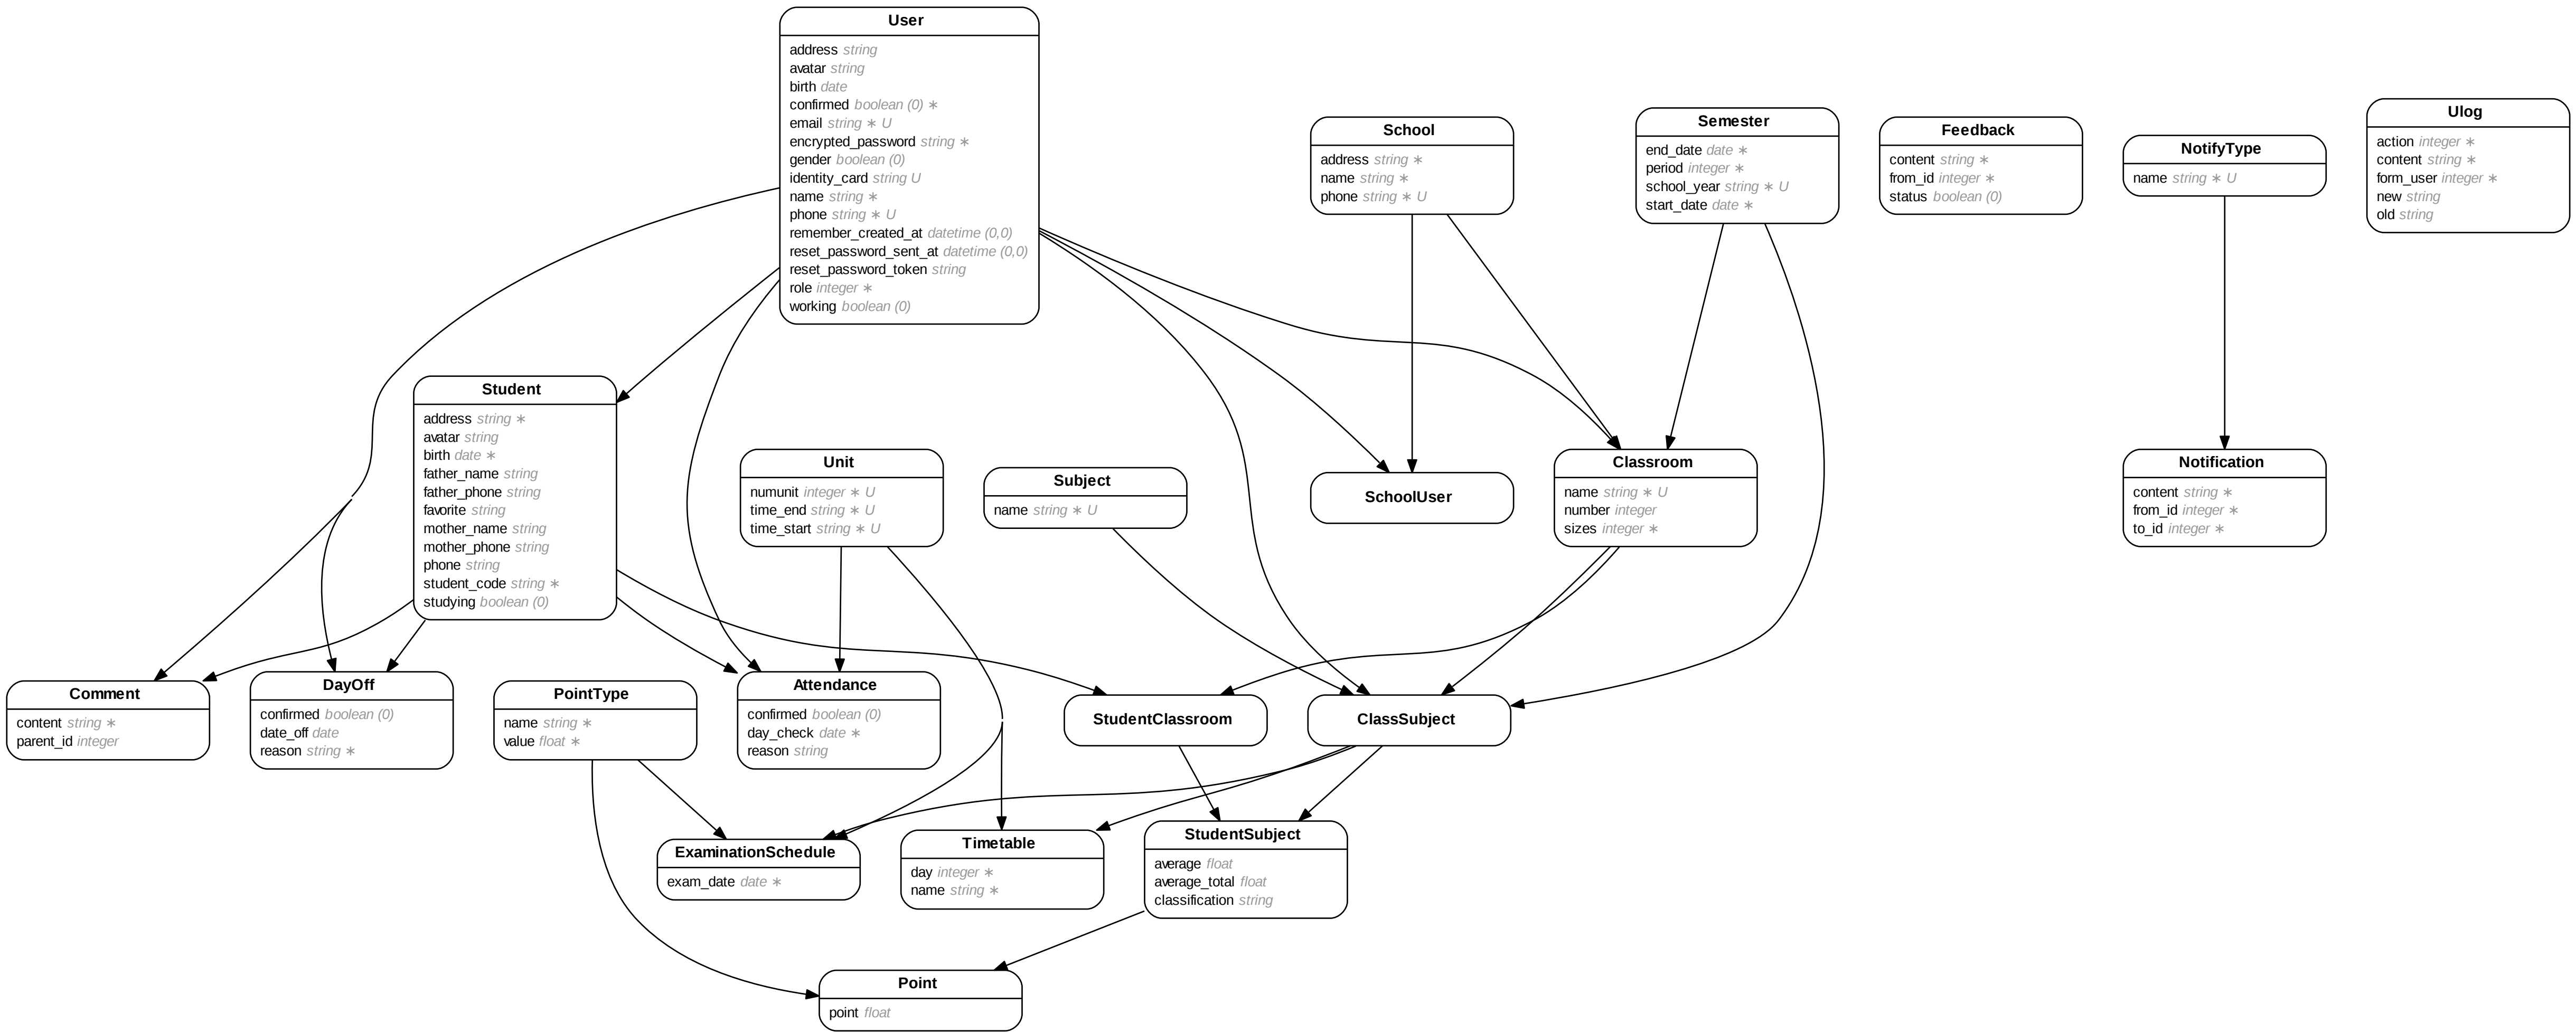 User
address string
avatar string
birth date
confirmed boolean (0) ∗
email string ∗ U
encrypted_password string ∗
gender boolean (0)
identity_card string U
name string ∗
phone string ∗ U
remember_created_at datetime (0,0)
reset_password_sent_at datetime (0,0)
reset_password_token string
role integer ∗
working boolean (0)
School
address string ∗
name string ∗
phone string ∗ U
Semester
end_date date ∗
period integer ∗
school_year string ∗ U
start_date date ∗
Feedback
content string ∗
from_id integer ∗
status boolean (0)
NotifyType
name string ∗ U
Ulog
action integer ∗
content string ∗
form_user integer ∗
new string
old string
Student
address string ∗
avatar string
birth date ∗
father_name string
father_phone string
favorite string
mother_name string
mother_phone string
phone string
student_code string ∗
studying boolean (0)
Unit
numunit integer ∗ U
time_end string ∗ U
time_start string ∗ U
Subject
name string ∗ U
SchoolUser
Classroom
name string ∗ U
number integer
sizes integer ∗
Notification
content string ∗
from_id integer ∗
to_id integer ∗
Comment
content string ∗
parent_id integer
DayOff
confirmed boolean (0)
date_off date
reason string ∗
PointType
name string ∗
value float ∗
Attendance
confirmed boolean (0)
day_check date ∗
reason string
StudentClassroom
ClassSubject
ExaminationSchedule
exam_date date ∗
Timetable
day integer ∗
name string ∗
StudentSubject
average float
average_total float
classification string
Point
point float